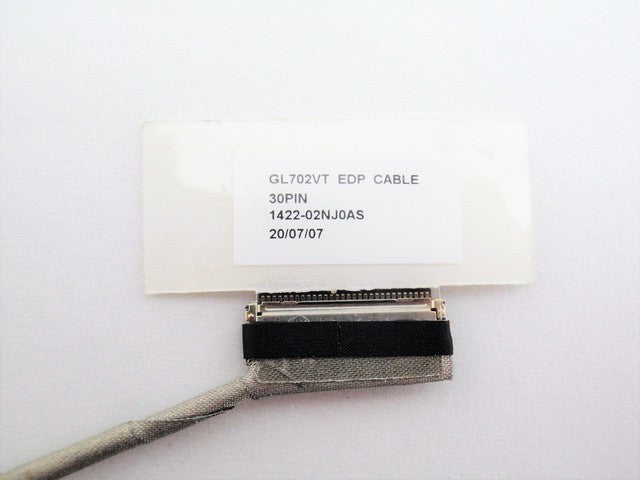 GL702VT EDP CABLE
30PIN
1422-02NJ0AS
20/07/07